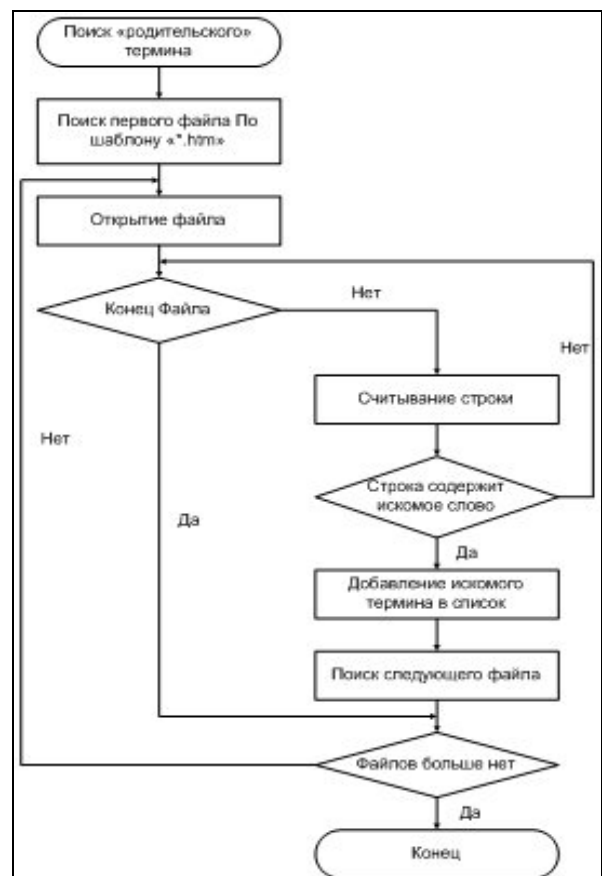 Поиск «родительского»
термина
Поиск первого файла По
шаблону «*.htm»
Открытие файла
Конец Файла
Нет
Нет
Считывание строки
Нет
Строка содержит
искомое слово
Да
Да
Добавление искомого
термина в список
Поиск следующего файла
Файлов больше нет
Да
Конец